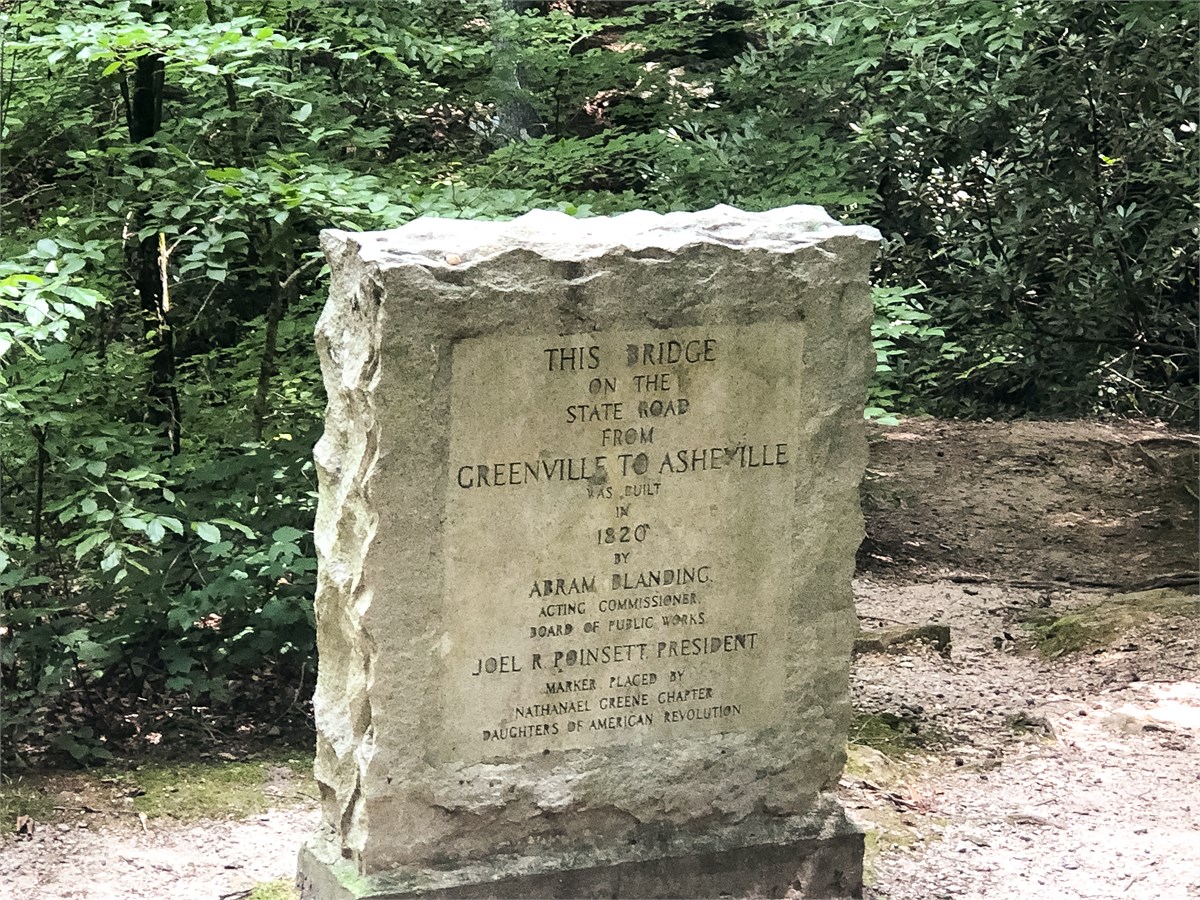 THIS BRIDGE
ON THE
STATE ROAD
FROM
GREENVILLE TO ASHEVILLE
WAS BUILT
IN
1820
BY
ABRAM BLANDING,
ACTING COMMISSIONER,
BOARD OF PUBLIC WORKS.
JOEL R. POINSETT, PRESIDENT
MARKER PLACED BY
NATHANAEL GREENE CHAPTER
DAUGHTERS OF AMERICAN REVOLUTION